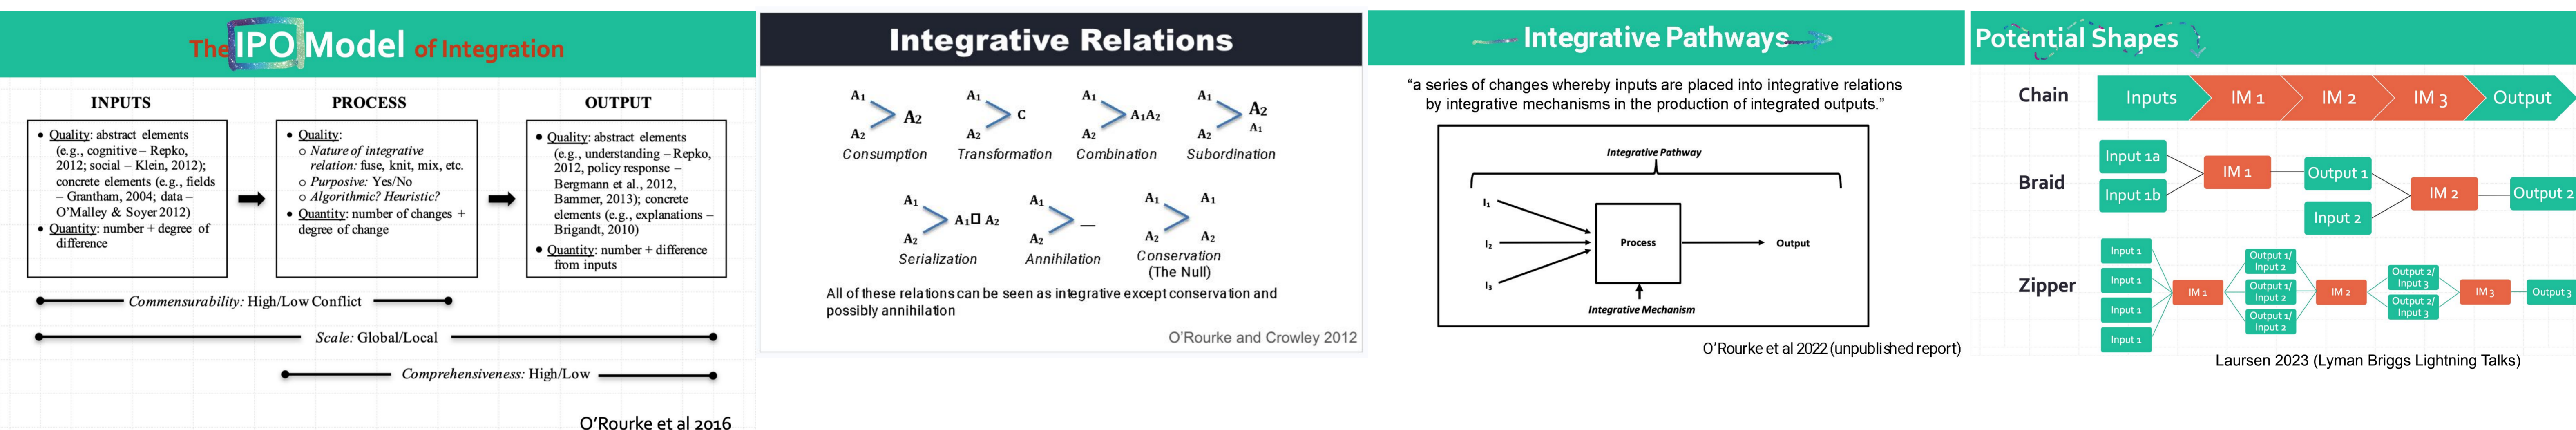 The IPO Model of Integration
INPUTS
• Quality: abstract elements
(e.g., cognitive – Repko,
2012; social – Klein, 2012);
concrete elements (e.g., fields
– Grantham, 2004; data –
O'Malley & Soyer 2012)
• Quantity: number + degree of
difference
PROCESS
• Quality:
○ Nature of integrative
relation: fuse, knit, mix, etc.
○ Purposive: Yes/No
○ Algorithmic? Heuristic?
• Quantity: number of changes +
degree of change
OUTPUT
• Quality: abstract elements
(e.g., understanding – Repko,
2012, policy response –
Bergmann et al., 2012,
Bammer, 2013); concrete
elements (e.g., explanations –
Brigandt, 2010)
• Quantity: number + difference
from inputs
Commensurability: High/Low Conflict
Scale: Global/Local
Comprehensiveness: High/Low
O'Rourke et al 2016
Integrative Relations
A1
A2
A2
Consumption
A1
A2
C
Transformation
A1
A2
A1A2
Combination
A1
A2
A2
A1
Subordination
A1
A2
A1□ A2
Serialization
A1
A2
—
Annihilation
A1
A2
A1
A2
Conservation
(The Null)
All of these relations can be seen as integrative except conservation and
possibly annihilation
O'Rourke and Crowley 2012
Integrative Pathways
“a series of changes whereby inputs are placed into integrative relations
by integrative mechanisms in the production of integrated outputs.”
Integrative Pathway
I1
I2
I3
Process
Output
Integrative Mechanism
O'Rourke et al 2022 (unpublished report)
Potential Shapes
Chain
Inputs
IM 1
IM 2
IM 3
Output
Braid
Input 1a
Input 1b
IM 1
Output 1
Input 2
IM 2
Output 2
Zipper
Input 1
Input 1
Input 1
Input 1
IM 1
Output 1/
Input 2
Output 1/
Input 2
Output 1/
Input 2
IM 2
Output 2/
Input 3
Output 2/
Input 3
IM 3
Output 3
Laursen 2023 (Lyman Briggs Lightning Talks)